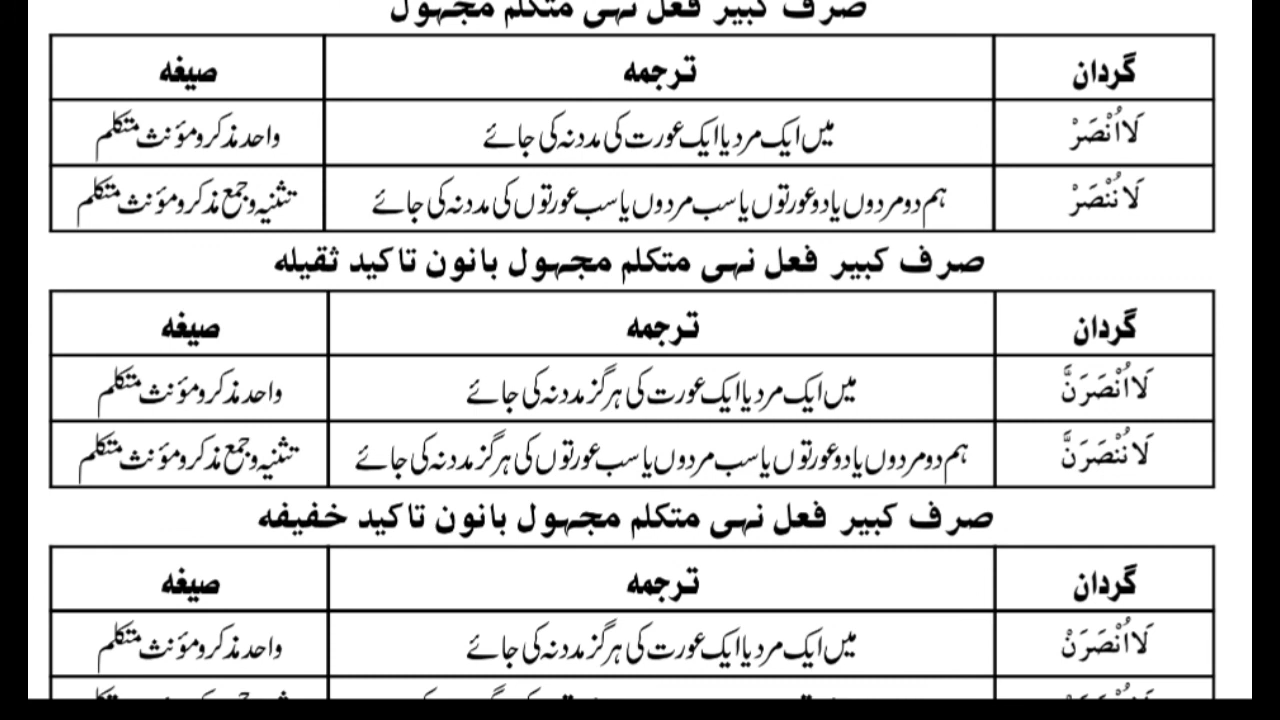 صرف کبیر فعل نہی متکلم مجہول
گردان ترجمہ صیغہ
لَااُنْصَرْ میں ایک مرد یا ایک عورت کی مدد نہ کی جائے واحد مذکر ومؤنث متکلم
لَانُنْصَرْ ہم دو مردوں یا دو عورتوں یا سب مردوں یا سب عورتوں کی مدد نہ کی جائے تثنیہ وجمع مذکر ومؤنث متکلم
صرف کبیر فعل نہی متکلم مجہول بانون تاکید ثقیلہ
گردان ترجمہ صیغہ
لَااُنْصَرَنَّ میں ایک مرد یا ایک عورت کی ہرگز مدد نہ کی جائے واحد مذکر ومؤنث متکلم
لَانُنْصَرَنَّ ہم دو مردوں یا دو عورتوں یا سب مردوں یا سب عورتوں کی ہرگز مدد نہ کی جائے تثنیہ وجمع مذکر ومؤنث متکلم
صرف کبیر فعل نہی متکلم مجہول بانون تاکید خفیفہ
گردان ترجمہ صیغہ
لَااُنْصَرَنْ میں ایک مرد یا ایک عورت کی ہرگز مدد نہ کی جائے واحد مذکر ومؤنث متکلم